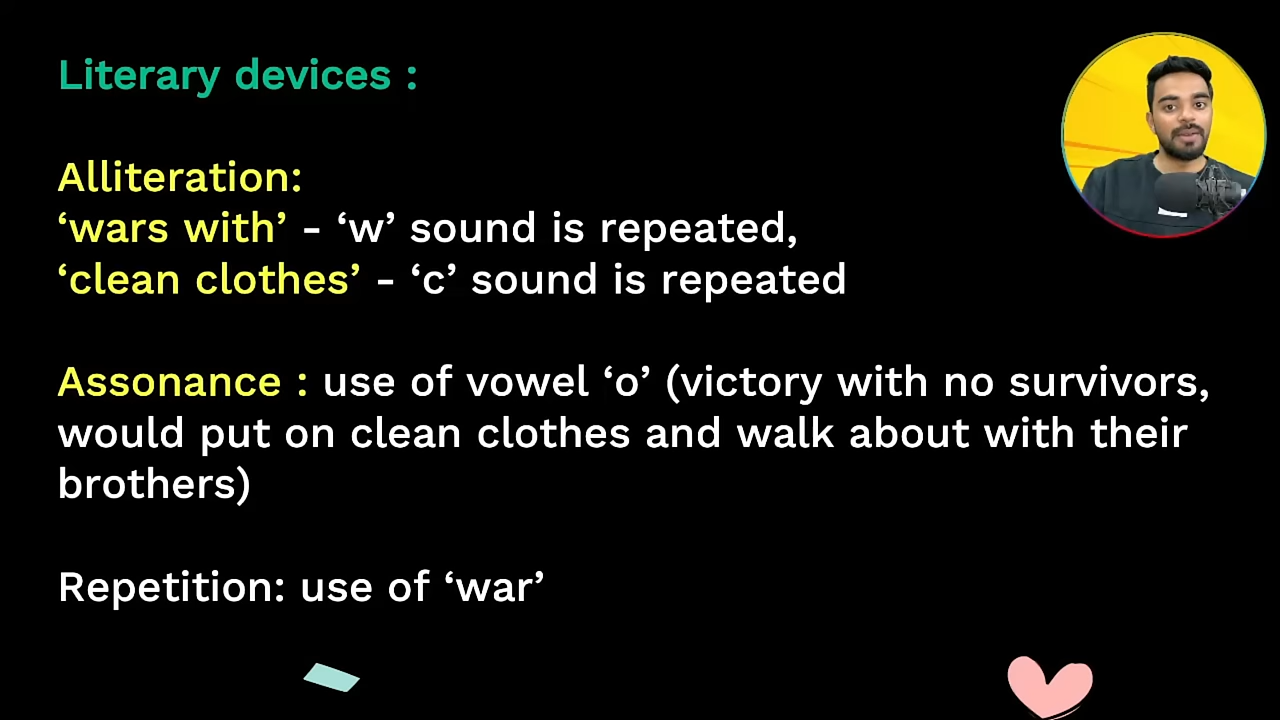 Literary devices :
Alliteration:
‘wars with’ - ‘w’ sound is repeated,
‘clean clothes’ - ‘c’ sound is repeated
Assonance : use of vowel ‘o’ (victory with no survivors,
would put on clean clothes and walk about with their
brothers)
Repetition: use of ‘war’